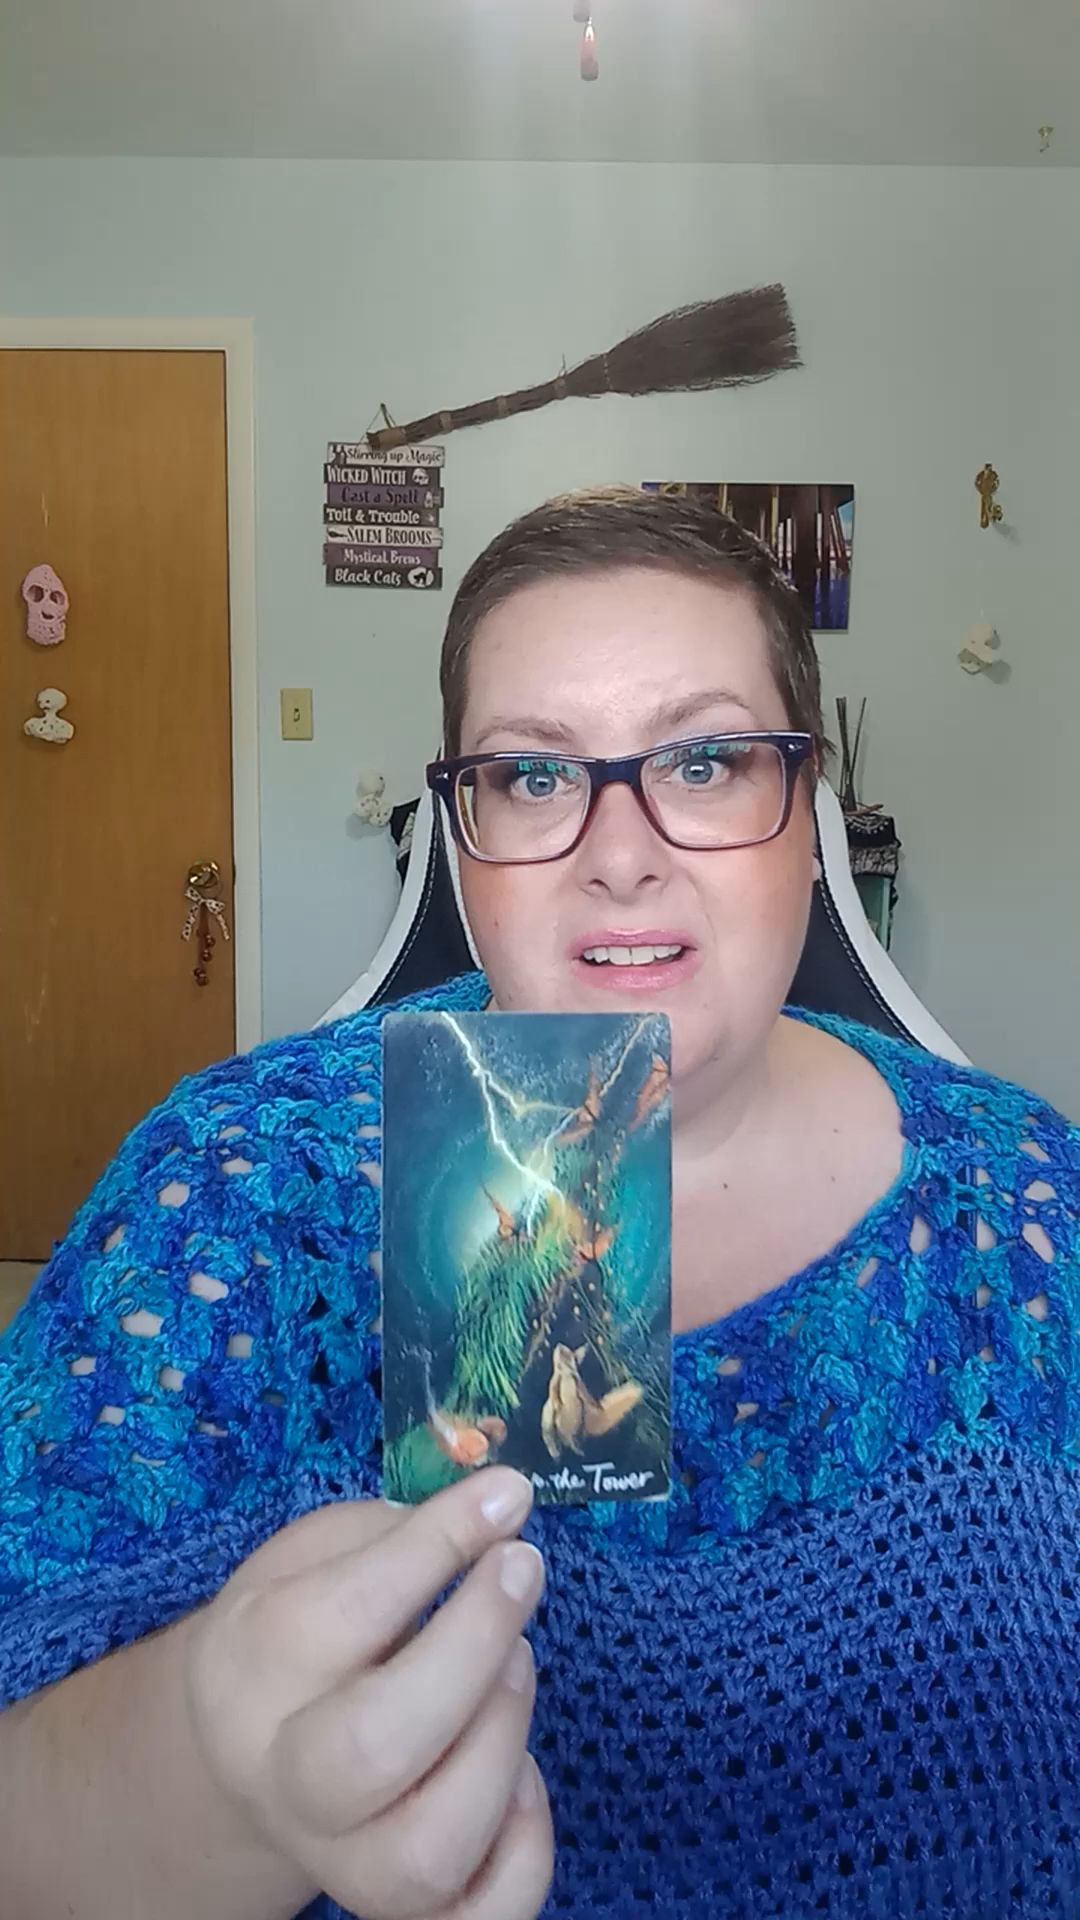 Stirring up Magic
WICKED WITCH
Cast a Spell
Toil & Trouble
SALEM BROOMS
Mystical Brews
Black Cats
the Tower